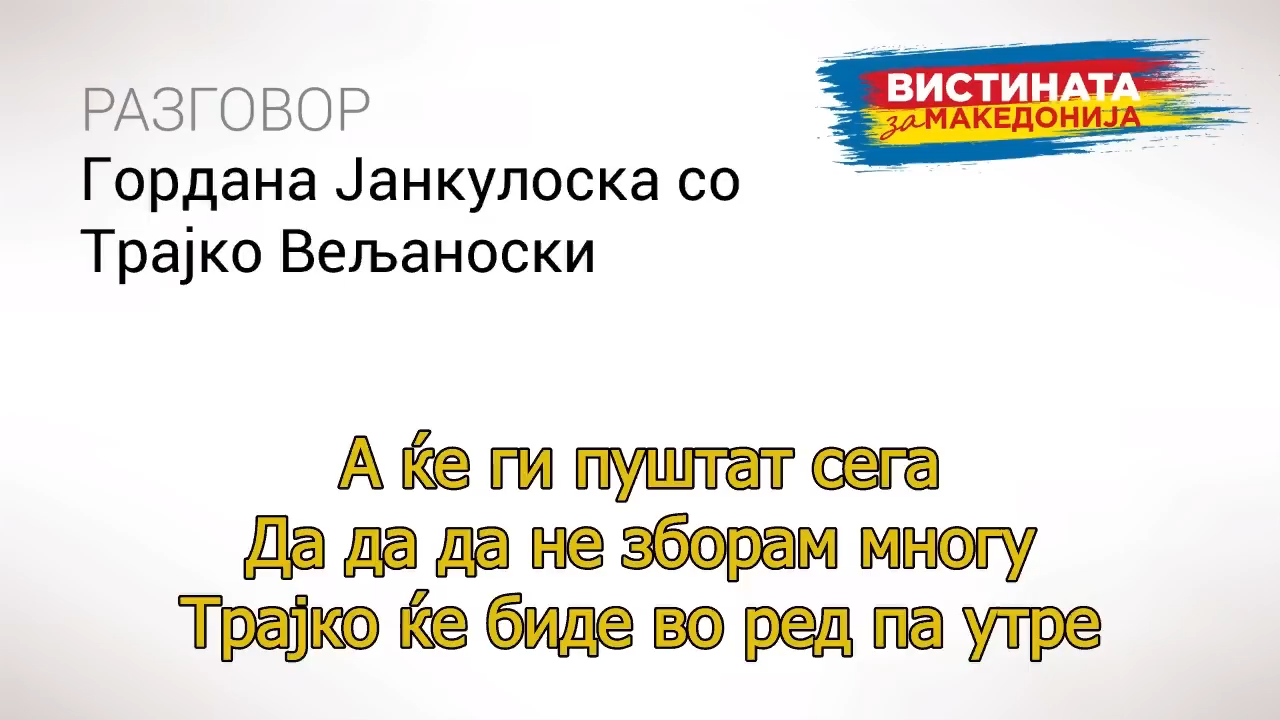 РАЗГОВОР
Гордана Јанкулоска со
Трајко Вељаноски
ВИСТИНАТА
за МАКЕДОНИЈА
А ќе ги пуштат сега
Да да да не зборам многу
Трајко ќе биде во ред па утре